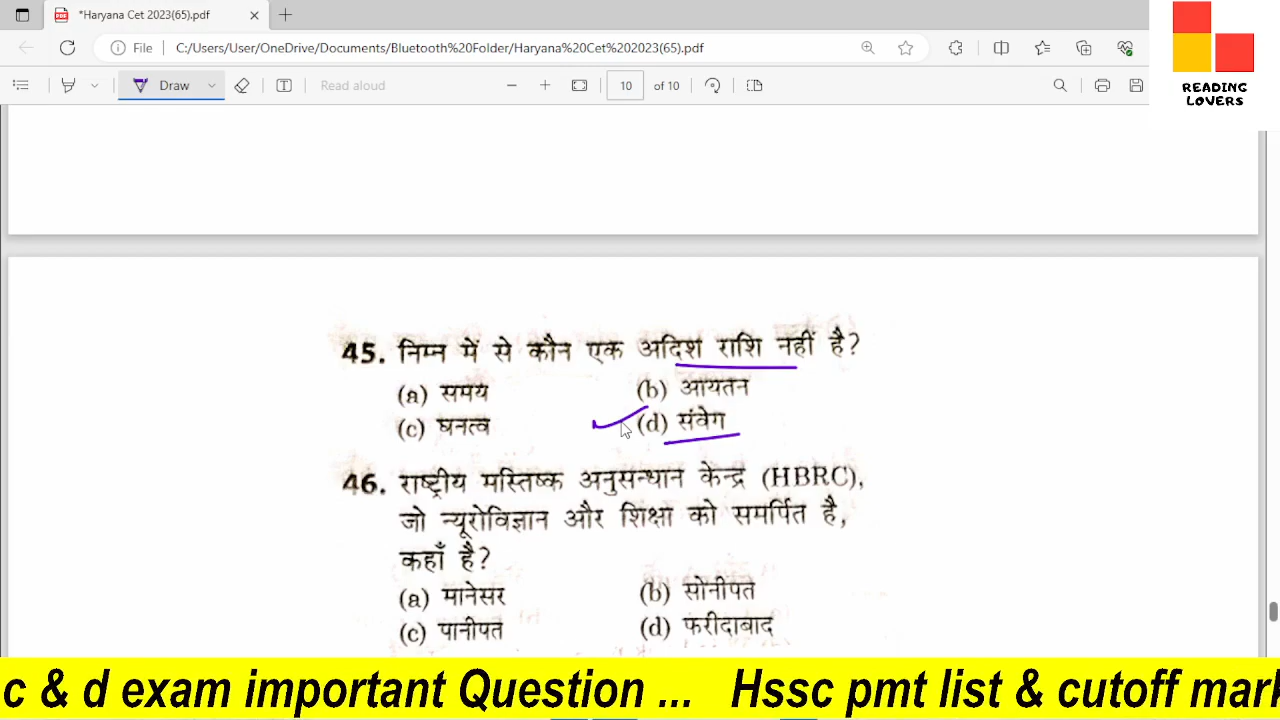 *Haryana Cet 2023(65).pdf
File
C:/Users/User/OneDrive/Documents/Bluetooth%20Folder/Haryana%20Cet%202023(65).pdf
Draw
Read aloud
10 of 10
READING
LOVERS
45. निम्न में से कौन एक अदिश राशि नहीं है?
(a) समय (b) आयतन
(c) घनत्व (d) संवेग
46. राष्ट्रीय मस्तिष्क अनुसन्धान केन्द्र (HBRC),
जो न्यूरोविज्ञान और शिक्षा को समर्पित है,
कहाँ है?
(a) मानेसर (b) सोनीपत
(c) पानीपत (d) फरीदाबाद
c & d exam important Question ... Hssc pmt list & cutoff mark